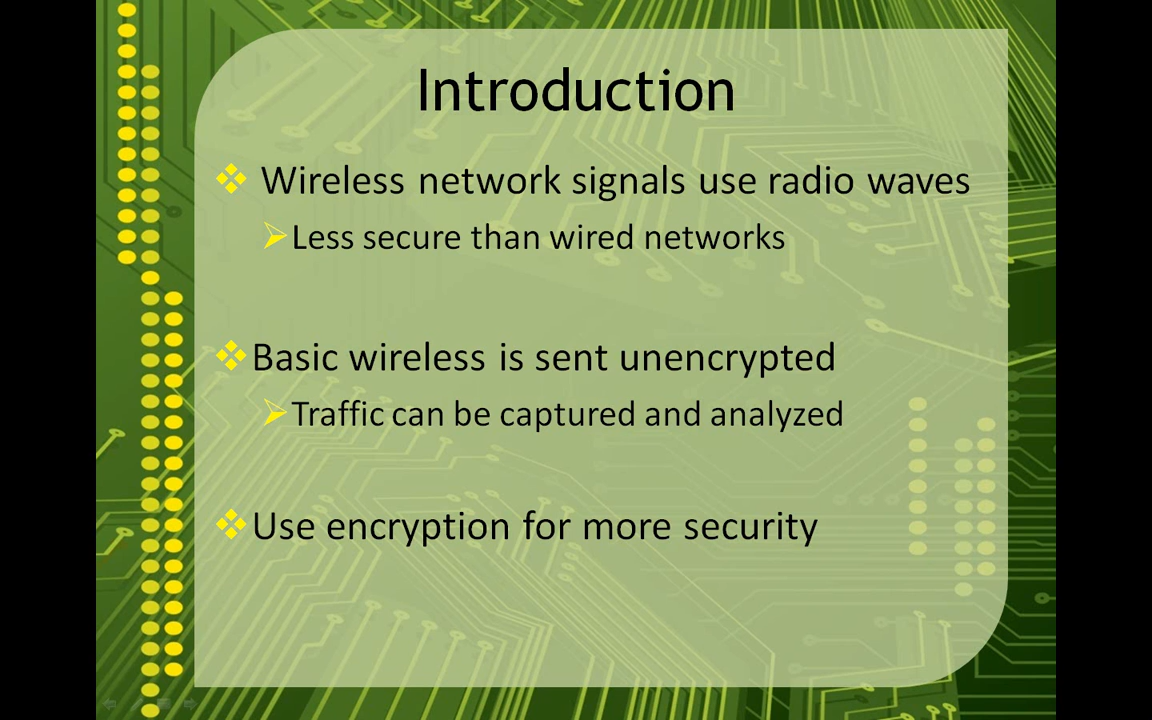 Introduction
Wireless network signals use radio waves
Less secure than wired networks
Basic wireless is sent unencrypted
Traffic can be captured and analyzed
Use encryption for more security